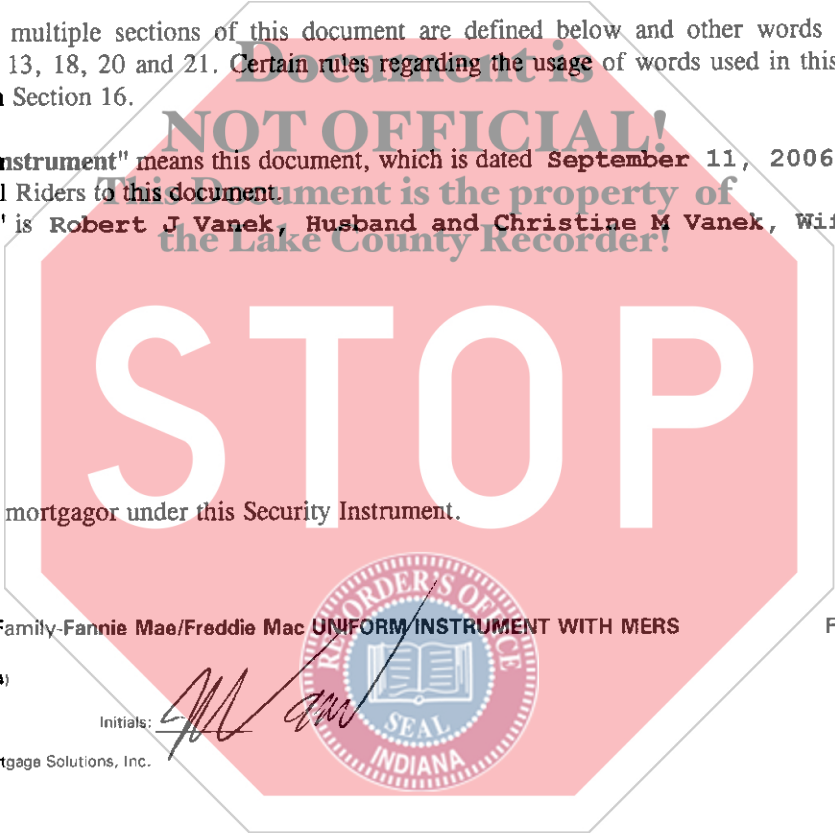 multiple sections of this document are defined below and other words
13, 18, 20 and 21. Certain rules regarding the usage of words used in this
Section 16.
Document is
NOT OFFICIAL!
This Document is the property of
the Lake County Recorder!
nstrument" means this document, which is dated September 11, 2006
l Riders to this document.
" is Robert J Vanek, Husband and Christine M Vanek, Wif
STOP
mortgagor under this Security Instrument.
RECORDER'S OFFICE
SEAL
INDIANA
Family-Fannie Mae/Freddie Mac UNIFORM INSTRUMENT WITH MERS F
Initials:
tgage Solutions, Inc.